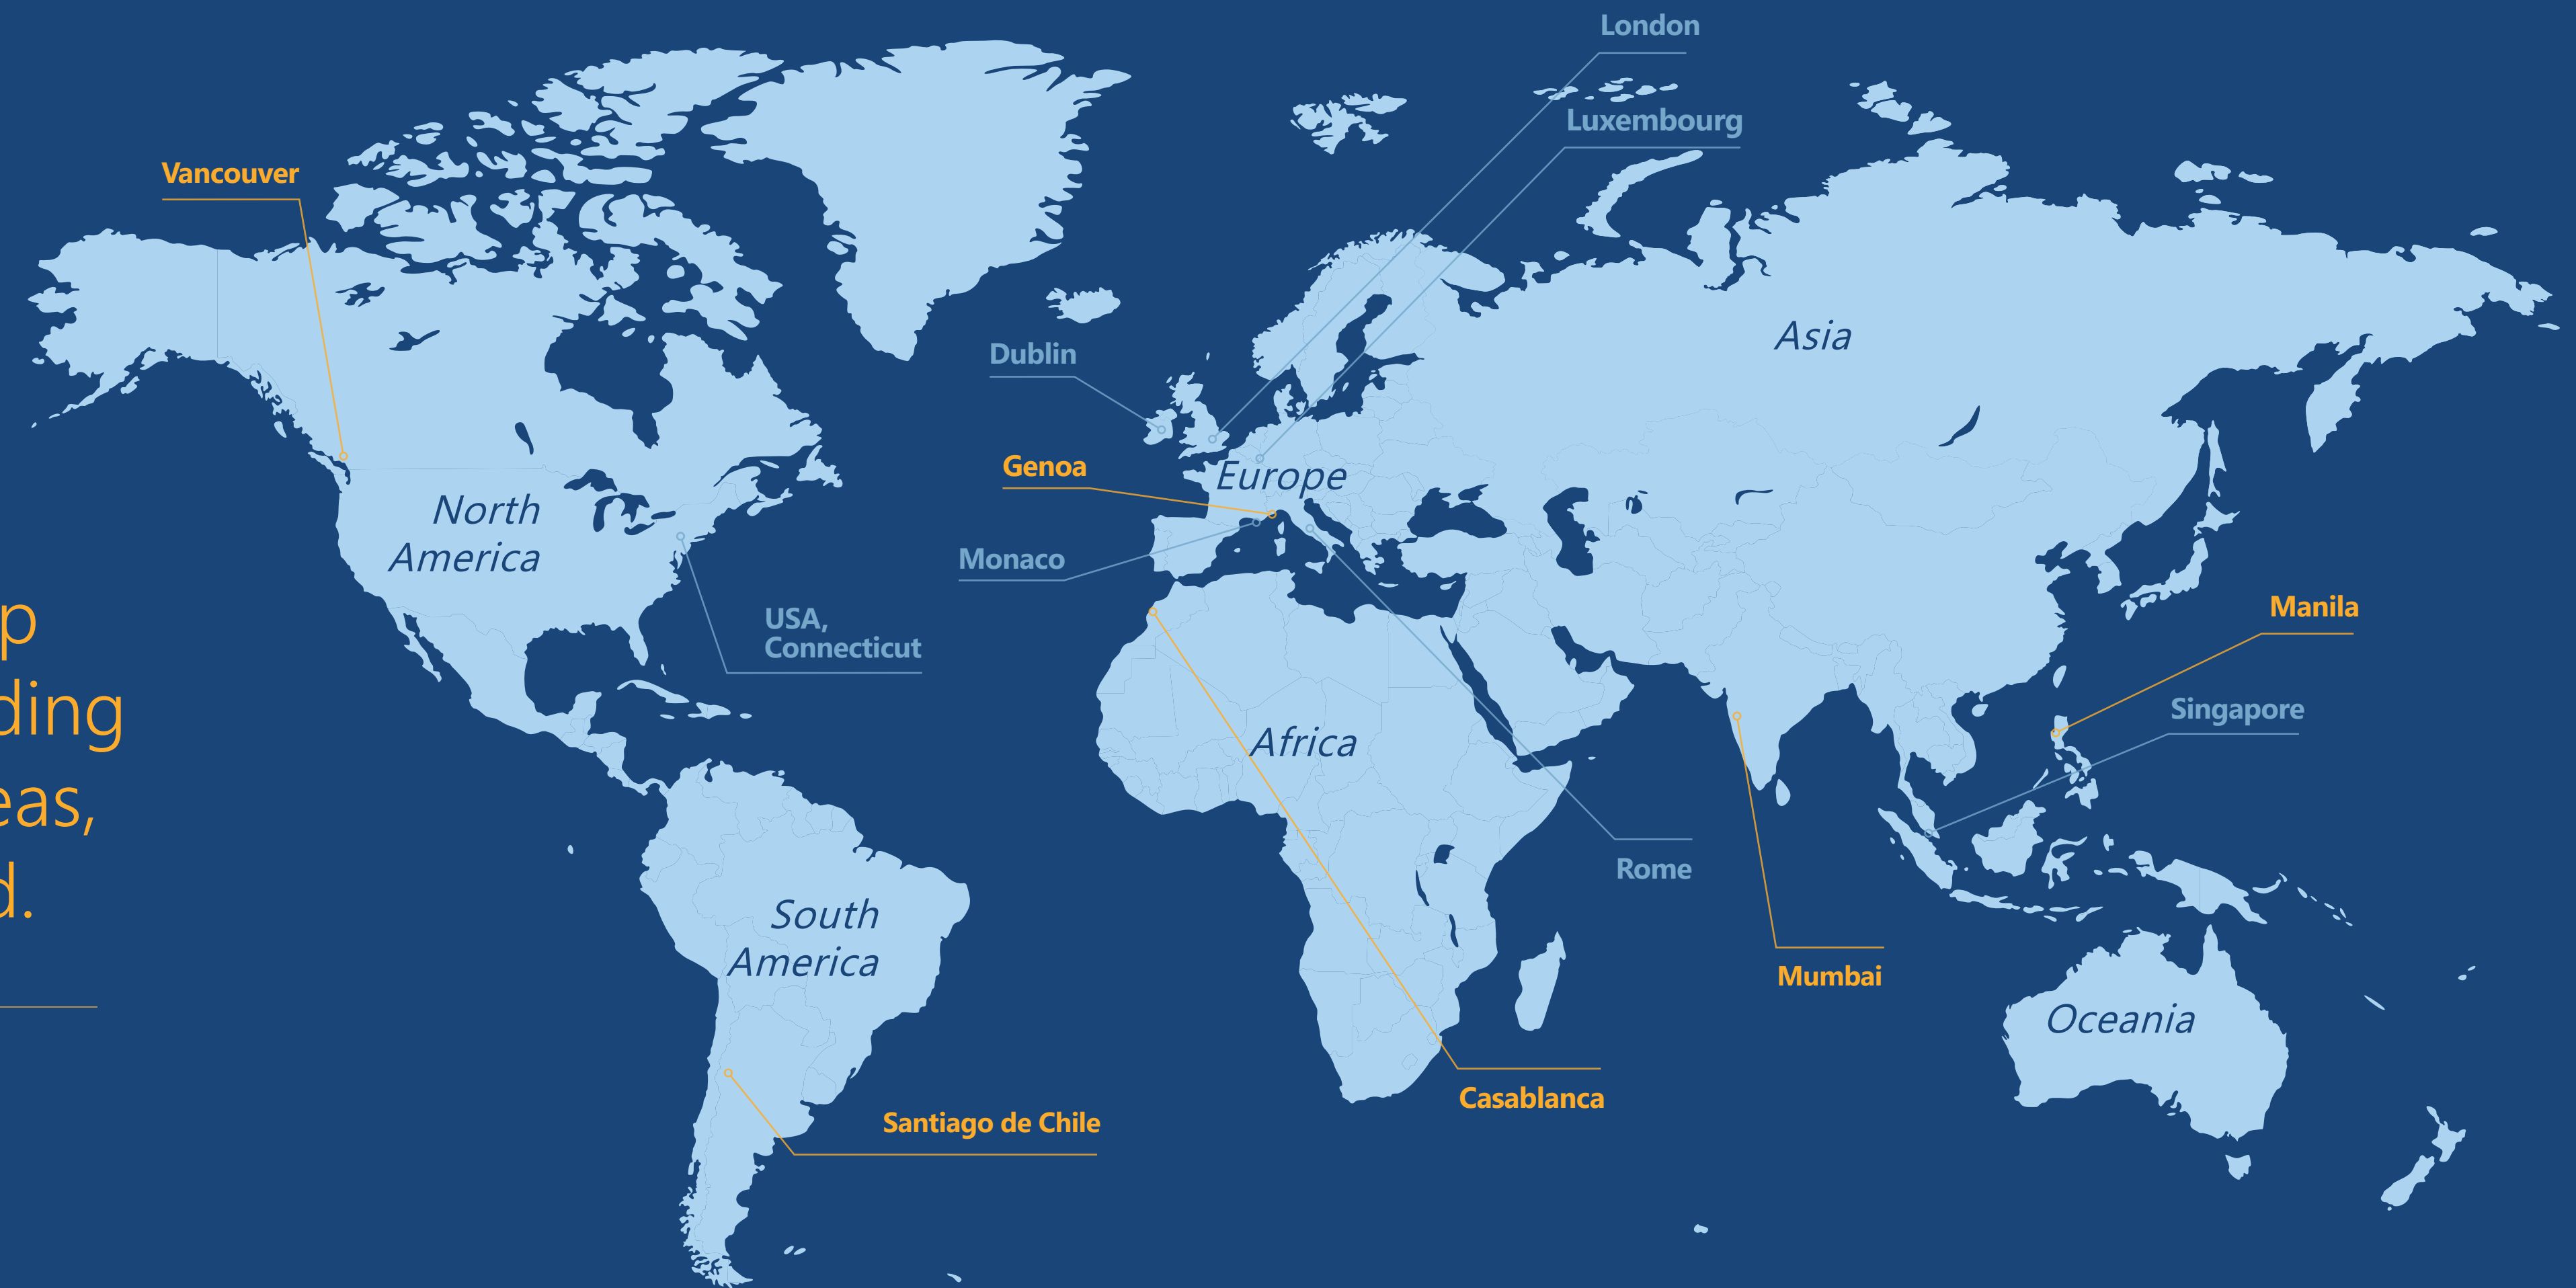 London
Luxembourg
Vancouver
Asia
Dublin
Genoa
Europe
North
America
Monaco
USA,
Connecticut
Manila
p
Singapore
ding
Africa
eas,
Rome
d.
South
America
Mumbai
Oceania
Casablanca
Santiago de Chile